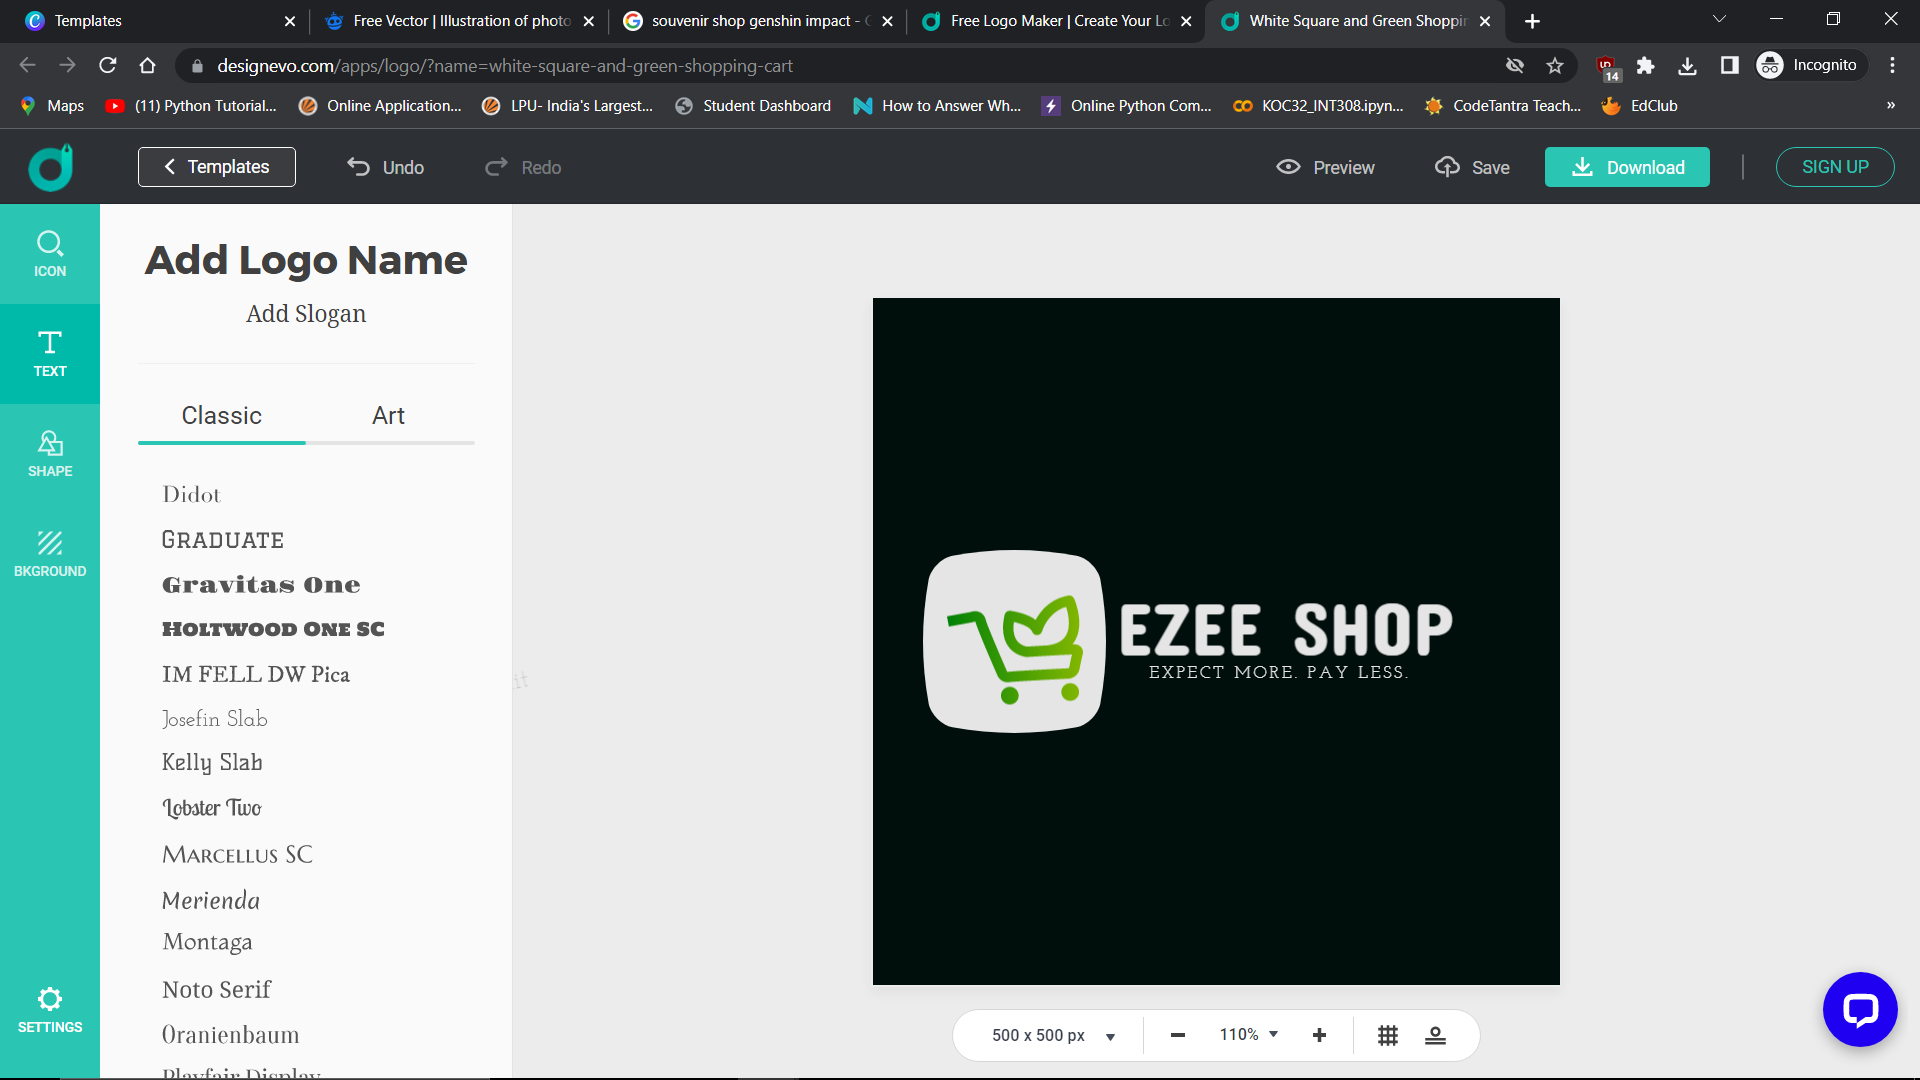 Templates
Free Vector | Illustration of photo
souvenir shop genshin impact -
Free Logo Maker | Create Your Lo
White Square and Green Shoppin
designevo.com/apps/logo/?name=white-square-and-green-shopping-cart
14
Incognito
Maps
(11) Python Tutorial...
Online Application...
LPU- India's Largest...
Student Dashboard
How to Answer Wh...
Online Python Com...
KOC32_INT308.ipyn...
CodeTantra Teach...
EdClub
»
Templates
Undo
Redo
Preview
Save
Download
SIGN UP
ICON
TEXT
SHAPE
BKGROUND
SETTINGS
Add Logo Name
Add Slogan
Classic
Art
Didot
GRADUATE
Gravitas One
HOLTWOOD ONE SC
IM FELL DW Pica
Josefin Slab
Kelly Slab
Lobster Two
MARCELLUS SC
Merienda
Montaga
Noto Serif
Oranienbaum
Playfair Display
it
EZEE SHOP
EXPECT MORE. PAY LESS.
500 x 500 px
110%